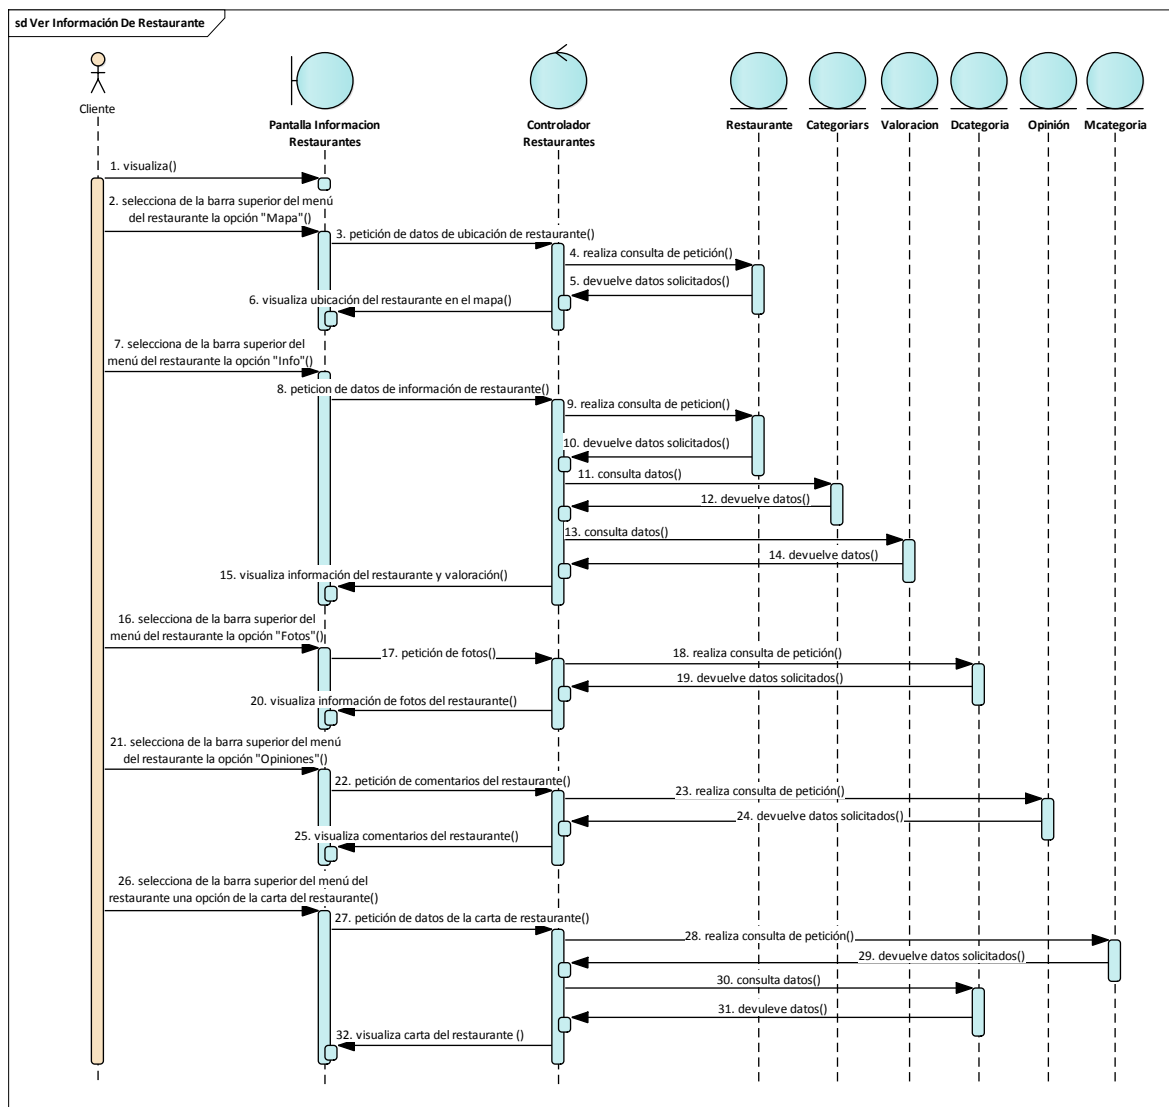 sd Ver Información De Restaurante
Cliente
Pantalla Informacion
Restaurantes
Controlador
Restaurantes
Restaurante
Categoriars
Valoracion
Dcategoria
Opinión
Mcategoria
1. visualiza()
2. selecciona de la barra superior del menú
del restaurante la opción "Mapa"()
3. petición de datos de ubicación de restaurante()
4. realiza consulta de petición()
5. devuelve datos solicitados()
6. visualiza ubicación del restaurante en el mapa()
7. selecciona de la barra superior del
menú del restaurante la opción "Info"()
8. peticion de datos de información de restaurante()
9. realiza consulta de peticion()
10. devuelve datos solicitados()
11. consulta datos()
12. devuelve datos()
13. consulta datos()
14. devuelve datos()
15. visualiza información del restaurante y valoración()
16. selecciona de la barra superior del
menú del restaurante la opción "Fotos"()
17. petición de fotos()
18. realiza consulta de petición()
19. devuelve datos solicitados()
20. visualiza información de fotos del restaurante()
21. selecciona de la barra superior del menú
del restaurante la opción "Opiniones"()
22. petición de comentarios del restaurante()
23. realiza consulta de petición()
24. devuelve datos solicitados()
25. visualiza comentarios del restaurante()
26. selecciona de la barra superior del menú del
restaurante una opción de la carta del restaurante()
27. petición de datos de la carta de restaurante()
28. realiza consulta de petición()
29. devuelve datos solicitados()
30. consulta datos()
31. devuleve datos()
32. visualiza carta del restaurante ()